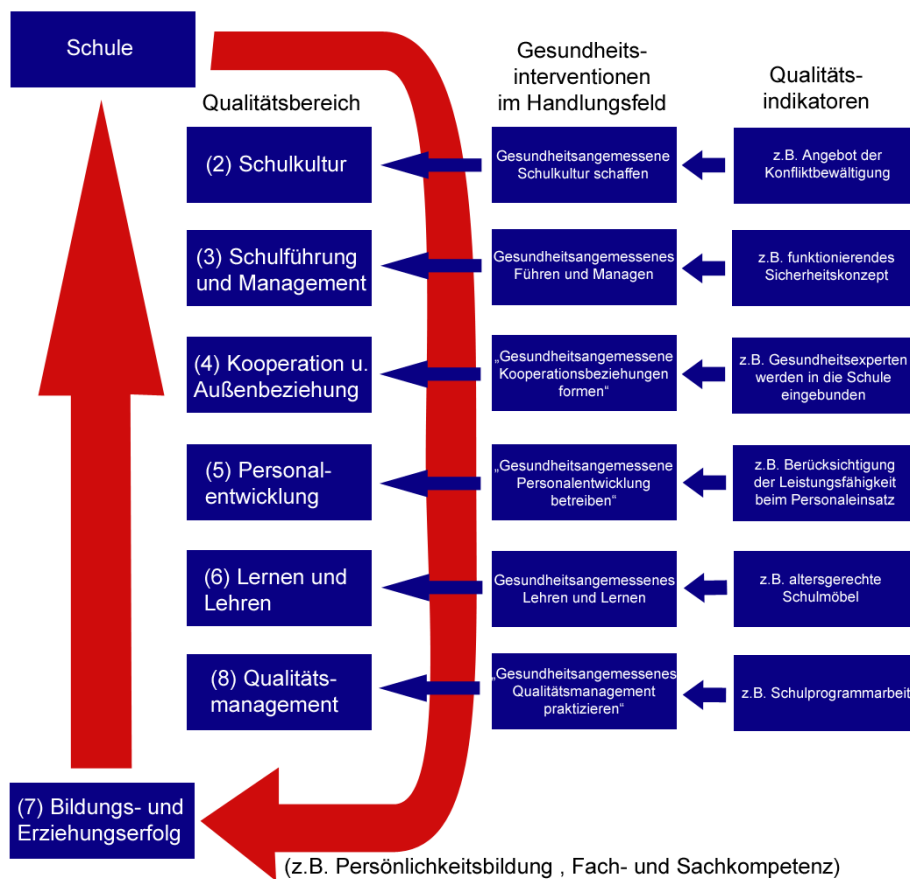 Schule
Qualitätsbereich
Gesundheits-
interventionen
im Handlungsfeld
Qualitäts-
indikatoren
(2) Schulkultur
Gesundheitsangemessene
Schulkultur schaffen
z.B. Angebot der
Konfliktbewältigung
(3) Schulführung
und Management
Gesundheitsangemessenes
Führen und Managen
z.B. funktionierendes
Sicherheitskonzept
(4) Kooperation u.
Außenbeziehung
„Gesundheitsangemessene
Kooperationsbeziehungen
formen“
z.B. Gesundheitsexperten
werden in die Schule
eingebunden
(5) Personal-
entwicklung
„Gesundheitsangemessene
Personalentwicklung
betreiben“
z.B. Berücksichtigung
der Leistungsfähigkeit
beim Personaleinsatz
(6) Lernen und
Lehren
Gesundheitsangemessenes
Lehren und Lernen
z.B. altersgerechte
Schulmöbel
(8) Qualitäts-
management
„Gesundheitsangemessenes
Qualitätsmanagement
praktizieren“
z.B. Schulprogrammarbeit
(7) Bildungs- und
Erziehungserfolg
(z.B. Persönlichkeitsbildung , Fach- und Sachkompetenz)